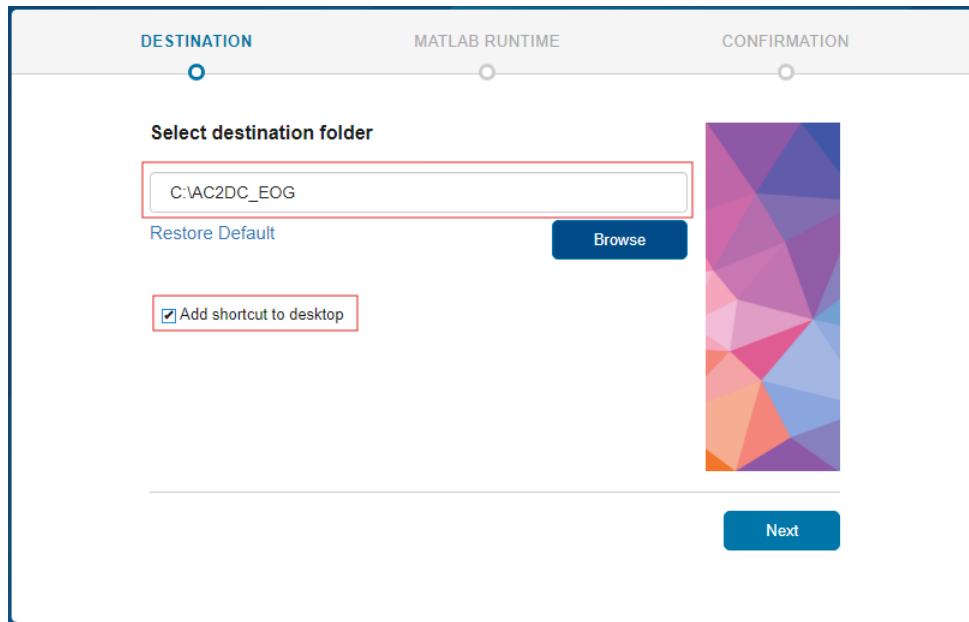 DESTINATION MATLAB RUNTIME CONFIRMATION
Select destination folder
C:\AC2DC_EOG
Restore Default
Browse
Add shortcut to desktop
Next